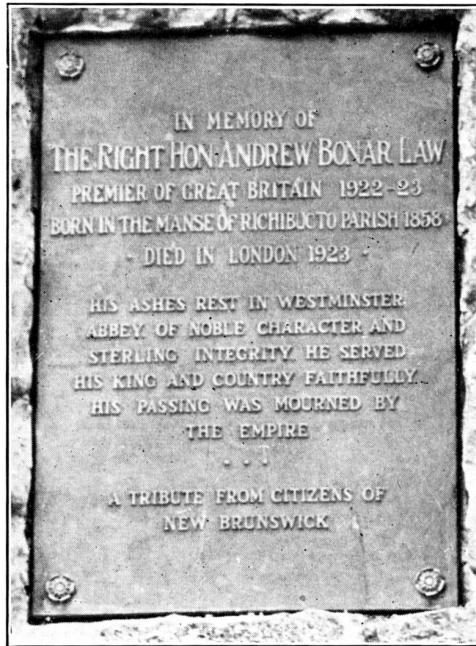 IN MEMORY OF
THE RIGHT HON·ANDREW BONAR LAW
PREMIER OF GREAT BRITAIN 1922-23
BORN IN THE MANSE OF RICHIBUCTO PARISH 1858
· DIED IN LONDON 1923 ·
HIS ASHES REST IN WESTMINSTER
ABBEY. OF NOBLE CHARACTER AND
STERLING INTEGRITY HE SERVED
HIS KING AND COUNTRY FAITHFULLY.
HIS PASSING WAS MOURNED BY
THE EMPIRE
· · ·
A TRIBUTE FROM CITIZENS OF
NEW BRUNSWICK